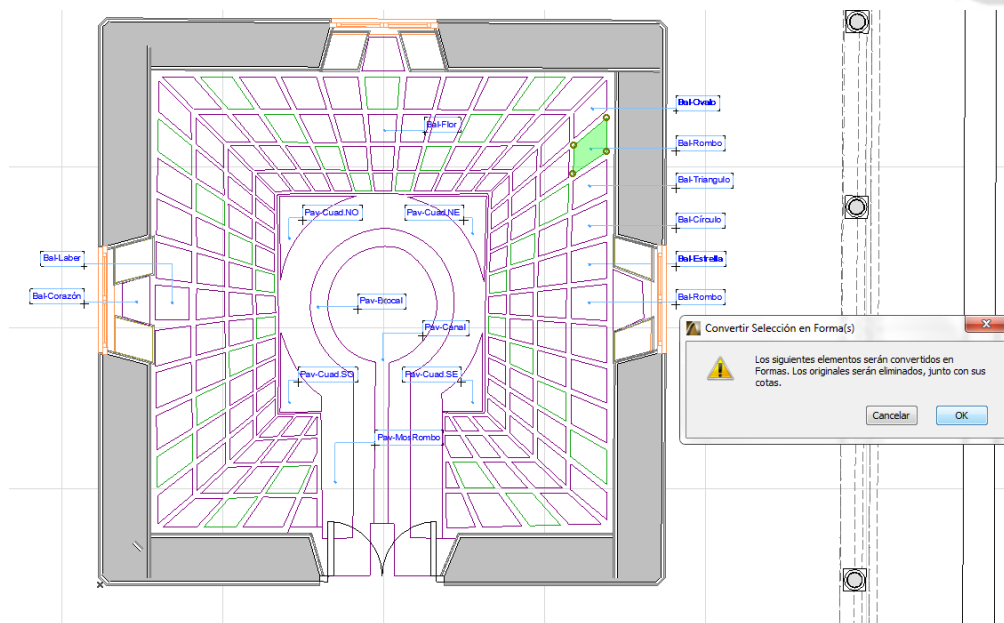 Bal-Ovalo
Bal-Flor
Bal-Rombo
Bal-Triangulo
Pav-Cuad.NO
Pav-Cuad.NE
Bal-Círculo
Bal-Laber
Bal-Estrella
Bal-Corazón
Pav-Brocal
Bal-Rombo
Pav-Canal
Convertir Selección en Forma(s)
Los siguientes elementos serán convertidos en
Formas. Los originales serán eliminados, junto con sus
cotas.
Pav-Cuad.SO
Pav-Cuad.SE
Cancelar
OK
Pav-MosRombo